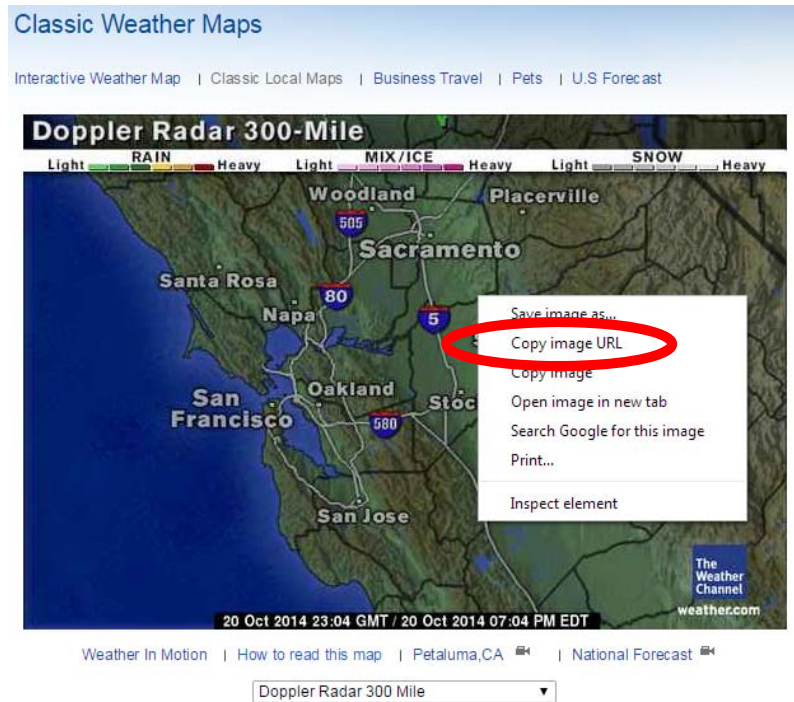 Classic Weather Maps
Interactive Weather Map | Classic Local Maps | Business Travel | Pets | U.S Forecast
Doppler Radar 300-Mile
Light RAIN Heavy Light MIX/ICE Heavy Light SNOW Heavy
Woodland Placerville
505
Sacramento
Santa Rosa
80
Napa
5
Save image as...
Copy image URL
Copy image
Oakland
San Francisco
Stoc
Open image in new tab
580
Search Google for this image
Print...
Inspect element
San Jose
The
Weather
Channel
weather.com
20 Oct 2014 23:04 GMT / 20 Oct 2014 07:04 PM EDT
Weather In Motion | How to read this map | Petaluma,CA | National Forecast
Doppler Radar 300 Mile